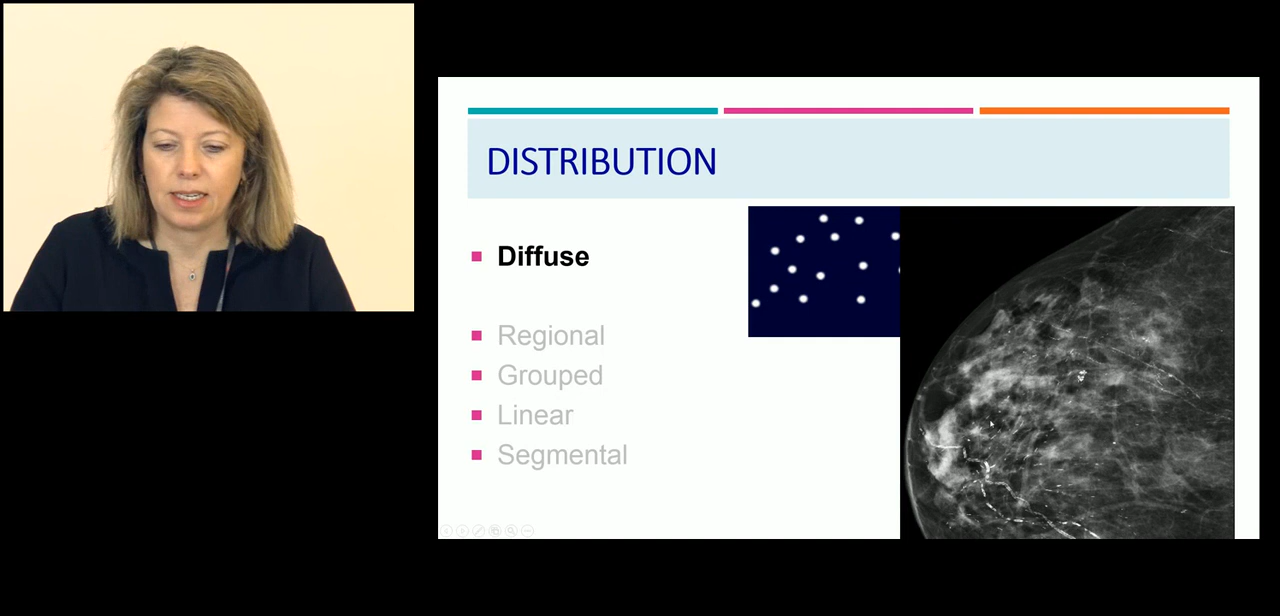 DISTRIBUTION
Diffuse
Regional
Grouped
Linear
Segmental